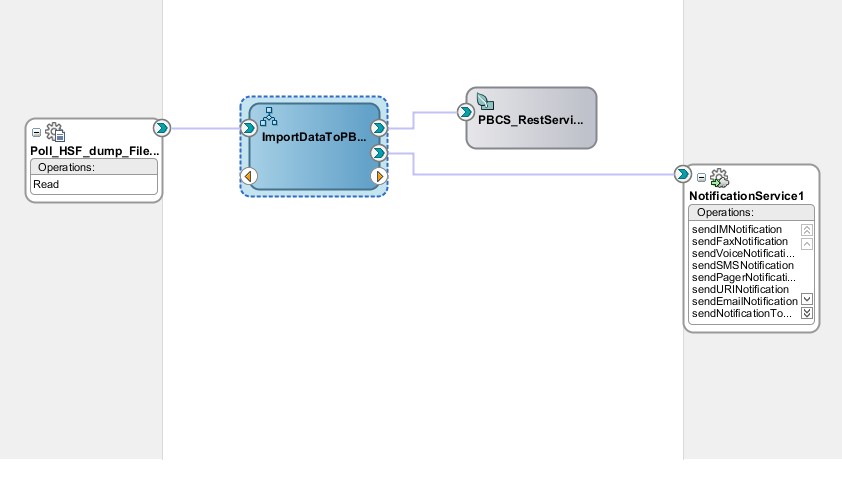 Poll_HSF_dump_File...
Operations:
Read
ImportDataToPB...
PBCS_RestServi...
NotificationService1
Operations:
sendIMNotification
sendFaxNotification
sendVoiceNotificati...
sendSMSNotification
sendPagerNotificati...
sendURINotification
sendEmailNotification
sendNotificationTo...